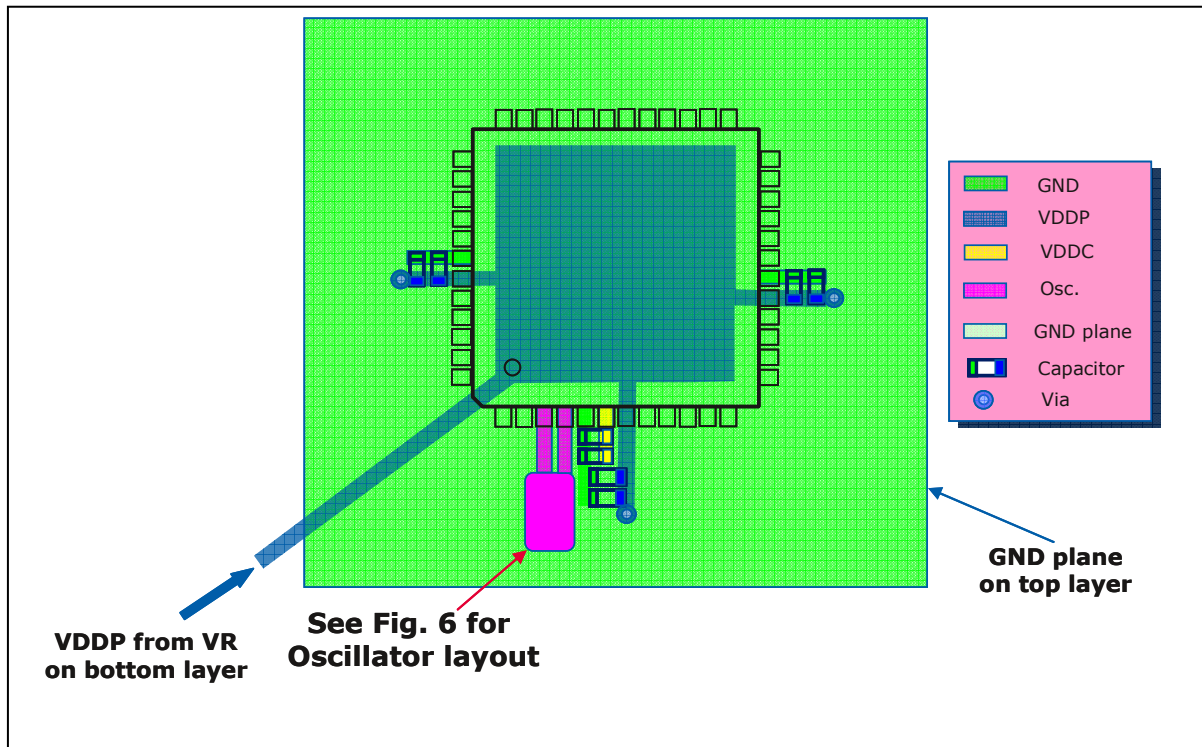 GND
VDDP
VDDC
Osc.
GND plane
Capacitor
Via
GND plane
on top layer
See Fig. 6 for
Oscillator layout
VDDP from VR
on bottom layer